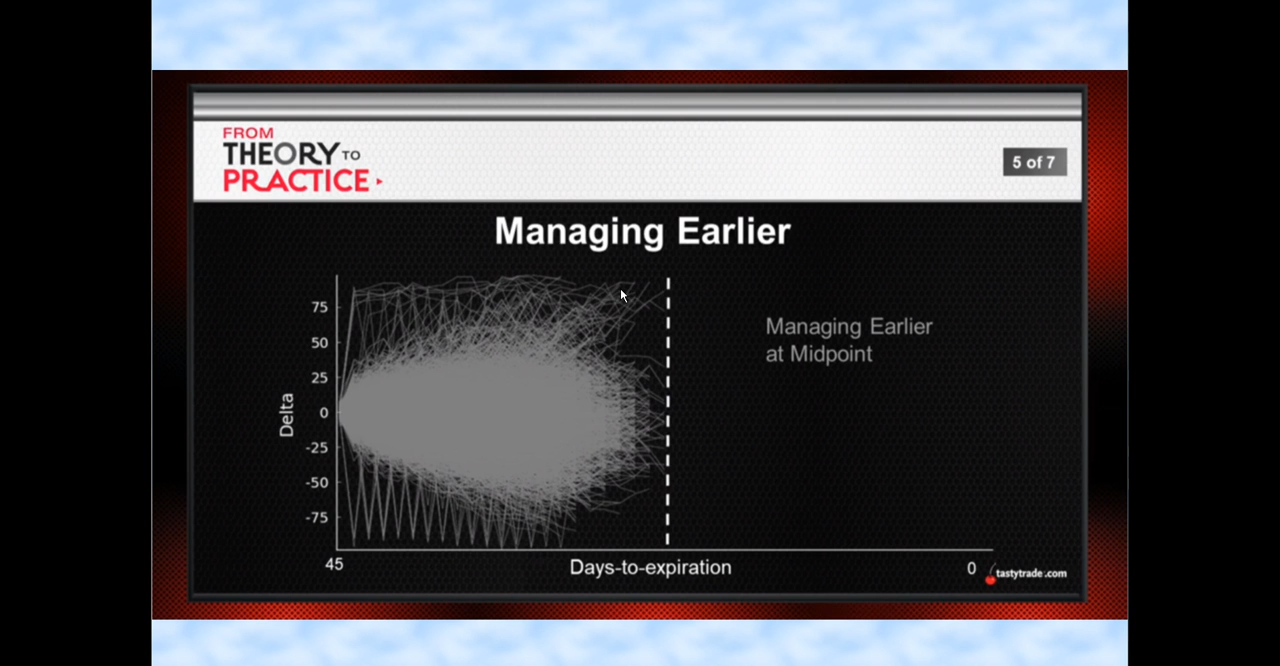 FROM
THEORY TO
PRACTICE
5 of 7
Managing Earlier
75
50
25
0
-25
-50
-75
Delta
Managing Earlier
at Midpoint
45
Days-to-expiration
0
tastytrade.com